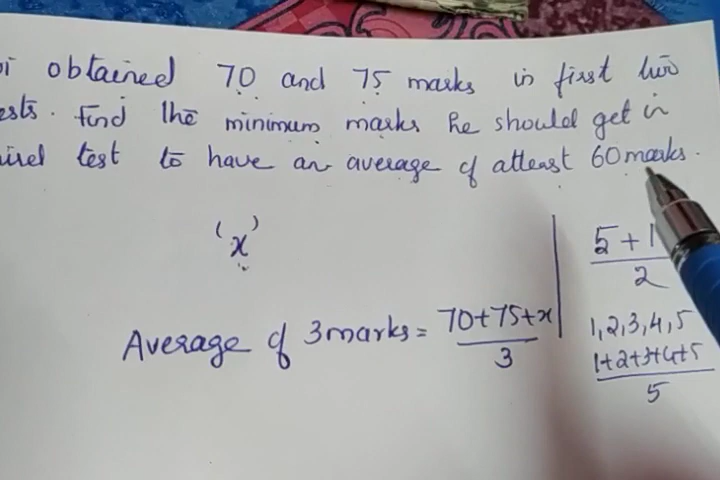 obtained 70 and 75 marks in first two
Find the minimum marks he should get in
test to have an average of atleast 60 marks.
(x)
Average of 3 marks = 70+75+x
3
5+1
2
1,2,3,4,5
1+2+3+4+5
5